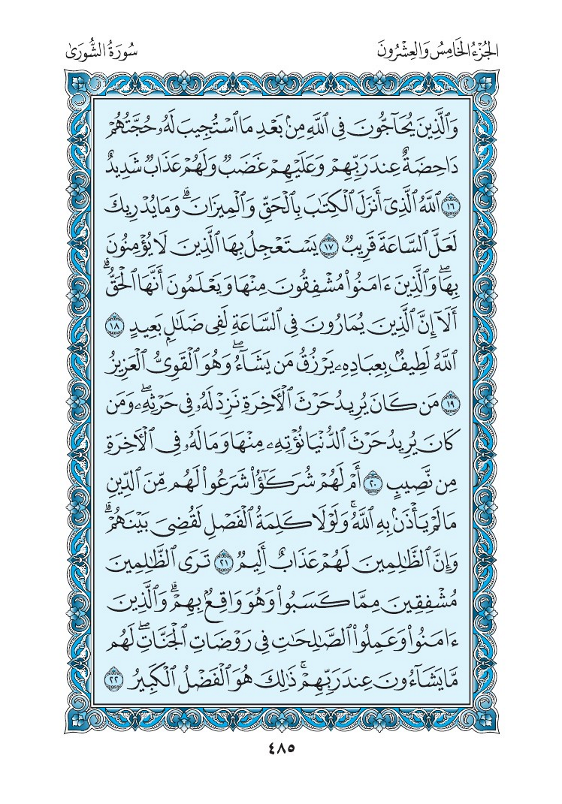 الجُزْءُ الخَامِسُ وَالعِشْرُونَ
سُورَةُ الشُّورَىٰ
وَٱلَّذِينَ يُحَآجُّونَ فِى ٱللَّهِ مِنۢ بَعْدِ مَا ٱسْتُجِيبَ لَهُۥ حُجَّتُهُمْ
دَاحِضَةٌ عِندَ رَبِّهِمْ وَعَلَيْهِمْ غَضَبٌ وَلَهُمْ عَذَابٌ شَدِيدٌ
١٦ ٱللَّهُ ٱلَّذِىٓ أَنزَلَ ٱلْكِتَٰبَ بِٱلْحَقِّ وَٱلْمِيزَانَ ۗ وَمَا يُدْرِيكَ
لَعَلَّ ٱلسَّاعَةَ قَرِيبٌ ١٧ يَسْتَعْجِلُ بِهَا ٱلَّذِينَ لَا يُؤْمِنُونَ
بِهَا ۖ وَٱلَّذِينَ ءَامَنُوا۟ مُشْفِقُونَ مِنْهَا وَيَعْلَمُونَ أَنَّهَا ٱلْحَقُّ ۗ
أَلَآ إِنَّ ٱلَّذِينَ يُمَارُونَ فِى ٱلسَّاعَةِ لَفِى ضَلَٰلٍۭ بَعِيدٍ ١٨
ٱللَّهُ لَطِيفٌۢ بِعِبَادِهِۦ يَرْزُقُ مَن يَشَآءُ ۖ وَهُوَ ٱلْقَوِىُّ ٱلْعَزِيزُ
١٩ مَن كَانَ يُرِيدُ حَرْثَ ٱلْـَٔاخِرَةِ نَزِدْ لَهُۥ فِى حَرْثِهِۦ ۖ وَمَن
كَانَ يُرِيدُ حَرْثَ ٱلدُّنْيَا نُؤْتِهِۦ مِنْهَا وَمَا لَهُۥ فِى ٱلْـَٔاخِرَةِ
مِن نَّصِيبٍ ٢٠ أَمْ لَهُمْ شُرَكَٰٓؤُا۟ شَرَعُوا۟ لَهُم مِّنَ ٱلدِّينِ
مَا لَمْ يَأْذَنۢ بِهِ ٱللَّهُ ۚ وَلَوْلَا كَلِمَةُ ٱلْفَصْلِ لَقُضِىَ بَيْنَهُمْ ۗ
وَإِنَّ ٱلظَّٰلِمِينَ لَهُمْ عَذَابٌ أَلِيمٌ ٢١ تَرَى ٱلظَّٰلِمِينَ
مُشْفِقِينَ مِمَّا كَسَبُوا۟ وَهُوَ وَاقِعٌۢ بِهِمْ ۗ وَٱلَّذِينَ
ءَامَنُوا۟ وَعَمِلُوا۟ ٱلصَّٰلِحَٰتِ فِى رَوْضَاتِ ٱلْجَنَّاتِ ۖ لَهُم
مَّا يَشَآءُونَ عِندَ رَبِّهِمْ ۚ ذَٰلِكَ هُوَ ٱلْفَضْلُ ٱلْكَبِيرُ ٢٢
٤٨٥